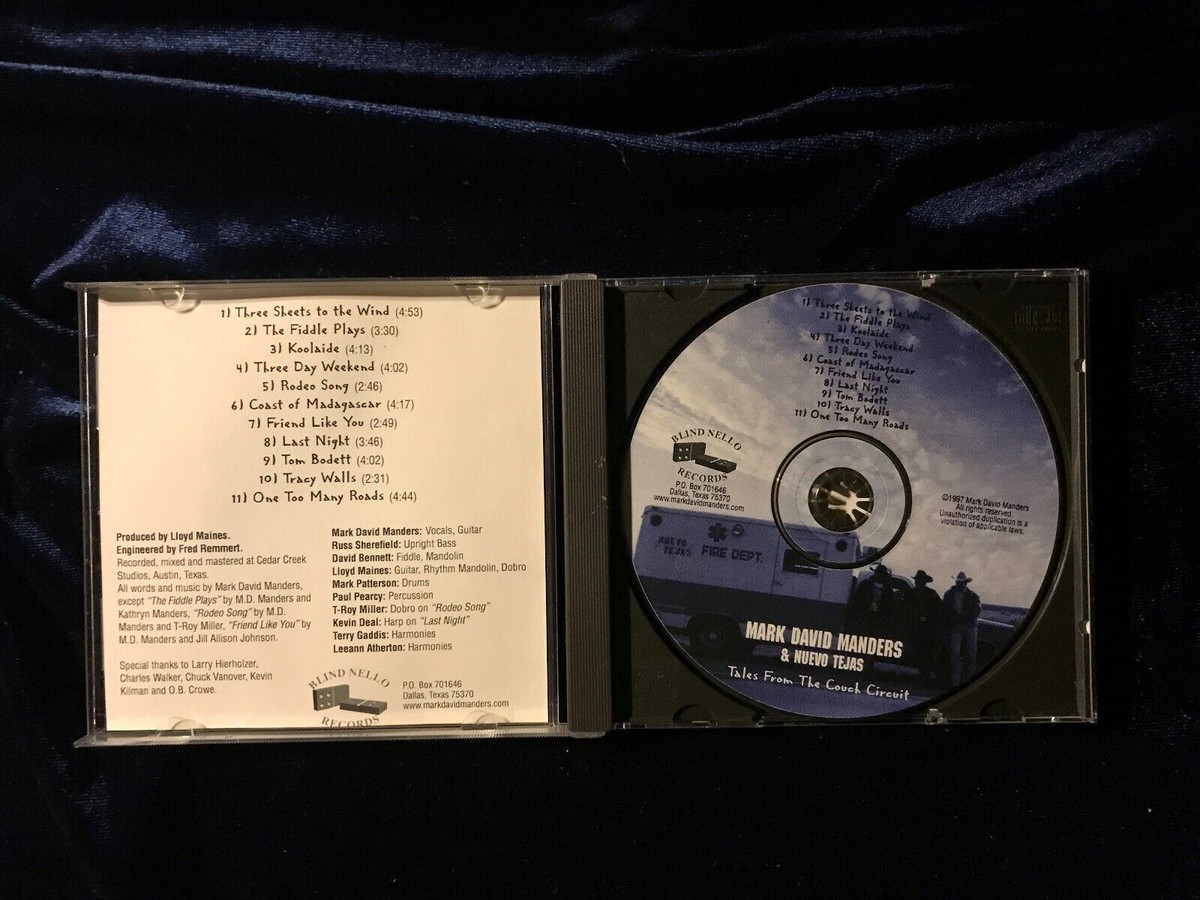 1) Three Sheets to the Wind (4:53)
2) The Fiddle Plays (3:30)
3) Koolaide (4:13)
4) Three Day Weekend (4:02)
5) Rodeo Song (2:46)
6) Coast of Madagascar (4:17)
7) Friend Like You (2:49)
8) Last Night (3:46)
9) Tom Bodett (4:02)
10) Tracy Walls (2:31)
11) One Too Many Roads (4:44)
Produced by Lloyd Maines.
Engineered by Fred Remmert.
Recorded, mixed and mastered at Cedar Creek
Studios, Austin, Texas.
All words and music by Mark David Manders,
except "The Fiddle Plays" by M.D. Manders and
Kathryn Manders, "Rodeo Song" by M.D.
Manders and T-Roy Miller, "Friend Like You" by
M.D. Manders and Jill Allison Johnson.
Special thanks to Larry Hierholzer,
Charles Walker, Chuck Vanover, Kevin
Kilman and O.B. Crowe.
Mark David Manders: Vocals, Guitar
Russ Sherefield: Upright Bass
David Bennett: Fiddle, Mandolin
Lloyd Maines: Guitar, Rhythm Mandolin, Dobro
Mark Patterson: Drums
Paul Pearcy: Percussion
T-Roy Miller: Dobro on "Rodeo Song"
Kevin Deal: Harp on "Last Night"
Terry Gaddis: Harmonies
Leeann Atherton: Harmonies
BLIND NELLO
RECORDS
P.O. Box 701646
Dallas, Texas 75370
www.markdavidmanders.com
1) Three Sheets to the Wind
2) The Fiddle Plays
3) Koolaide
4) Three Day Weekend
5) Rodeo Song
6) Coast of Madagascar
7) Friend Like You
8) Last Night
9) Tom Bodett
10) Tracy Walls
11) One Too Many Roads
BLIND NELLO
RECORDS
P.O. Box 701646
Dallas, Texas 75370
www.markdavidmanders.com
©1997 Mark David Manders
All rights reserved.
Unauthorized duplication is a
violation of applicable laws.
NUEVO
TEJAS
FIRE DEPT.
MARK DAVID MANDERS
& NUEVO TEJAS
Tales From The Couch Circuit